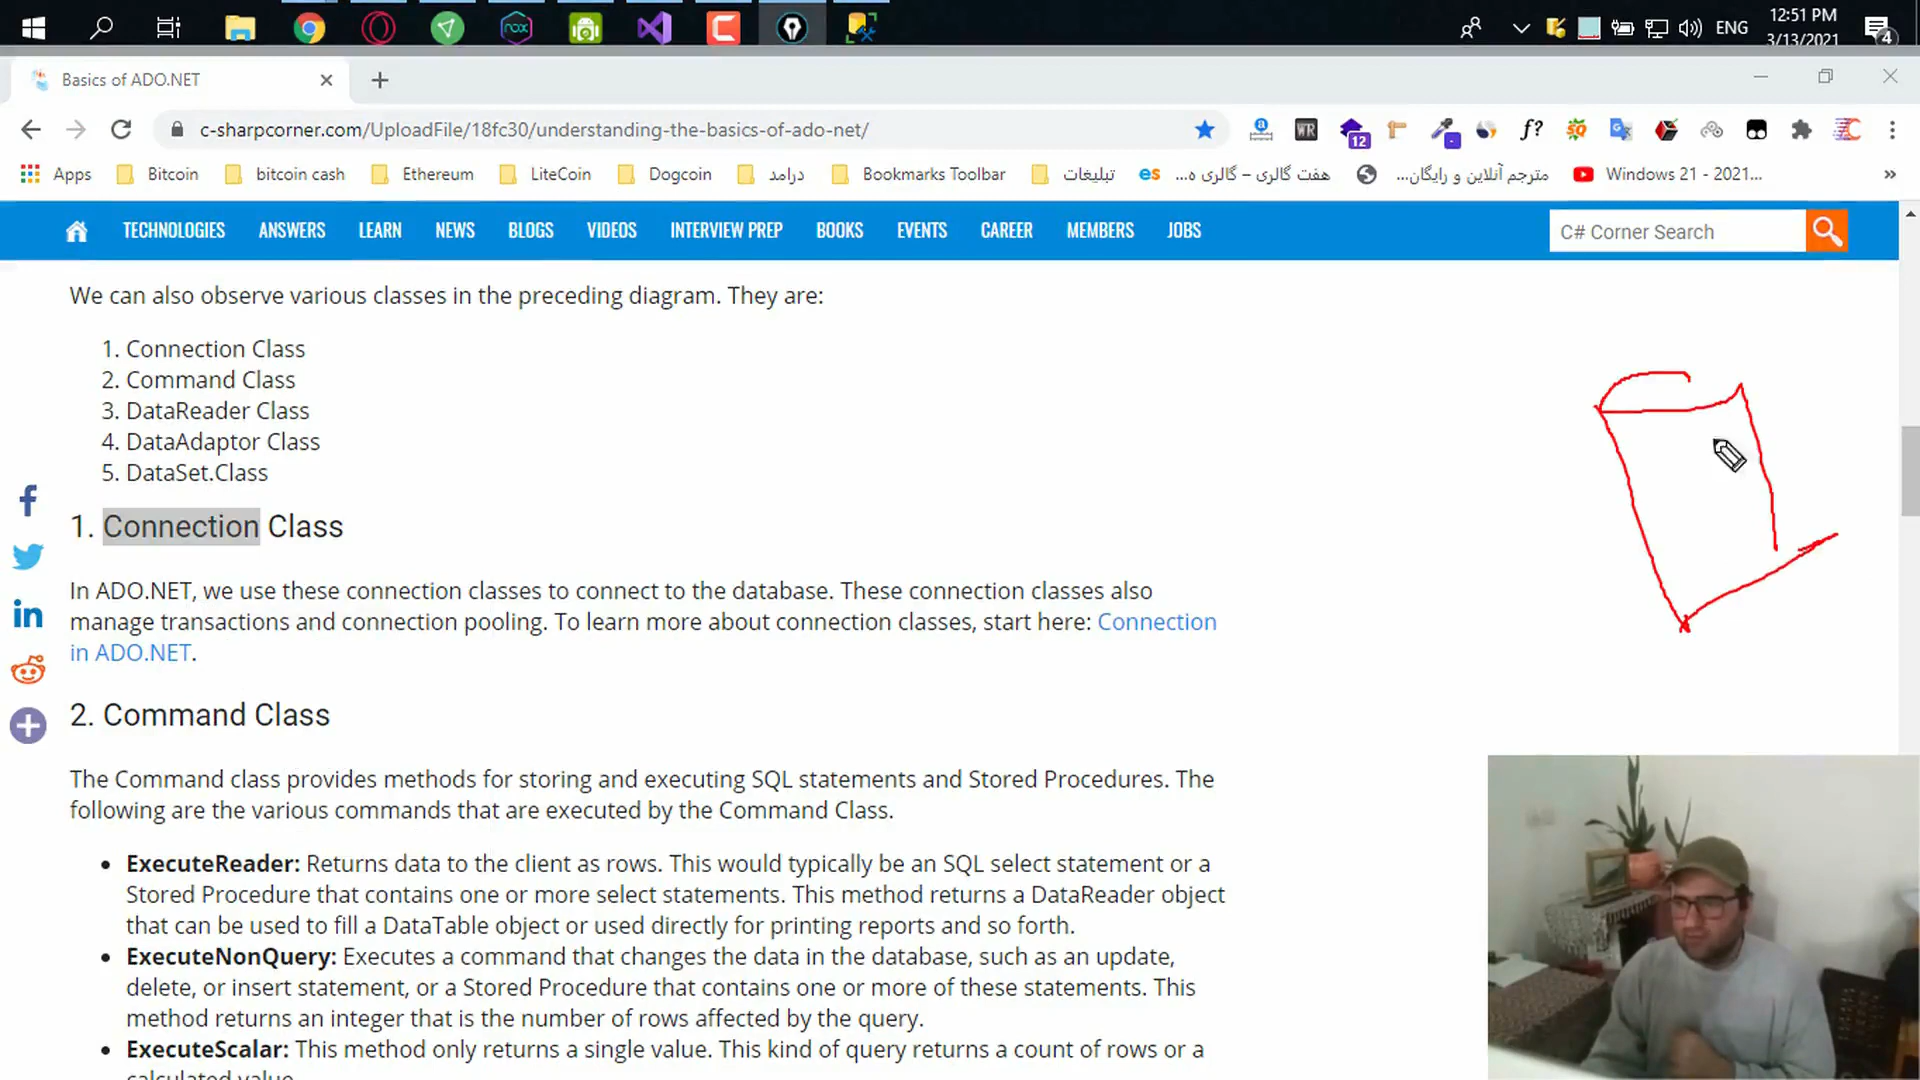 12:51 PM
ENG
3/13/2021
4
nox
Basics of ADO.NET
c-sharpcorner.com/UploadFile/18fc30/understanding-the-basics-of-ado-net/
WR
12
f?
Apps
Bitcoin
bitcoin cash
Ethereum
LiteCoin
Dogcoin
درامد
Bookmarks Toolbar
تبلیغات
es
هفت گالری – گالری ه...
مترجم آنلاین و رایگان...
Windows 21 - 2021...
»
TECHNOLOGIES ANSWERS LEARN NEWS BLOGS VIDEOS INTERVIEW PREP BOOKS EVENTS CAREER MEMBERS JOBS
C# Corner Search
We can also observe various classes in the preceding diagram. They are:
1. Connection Class
2. Command Class
3. DataReader Class
4. DataAdaptor Class
5. DataSet.Class
1. Connection Class
In ADO.NET, we use these connection classes to connect to the database. These connection classes also
manage transactions and connection pooling. To learn more about connection classes, start here: Connection
in ADO.NET.
2. Command Class
The Command class provides methods for storing and executing SQL statements and Stored Procedures. The
following are the various commands that are executed by the Command Class.
• ExecuteReader: Returns data to the client as rows. This would typically be an SQL select statement or a
Stored Procedure that contains one or more select statements. This method returns a DataReader object
that can be used to fill a DataTable object or used directly for printing reports and so forth.
• ExecuteNonQuery: Executes a command that changes the data in the database, such as an update,
delete, or insert statement, or a Stored Procedure that contains one or more of these statements. This
method returns an integer that is the number of rows affected by the query.
• ExecuteScalar: This method only returns a single value. This kind of query returns a count of rows or a
calculated value.